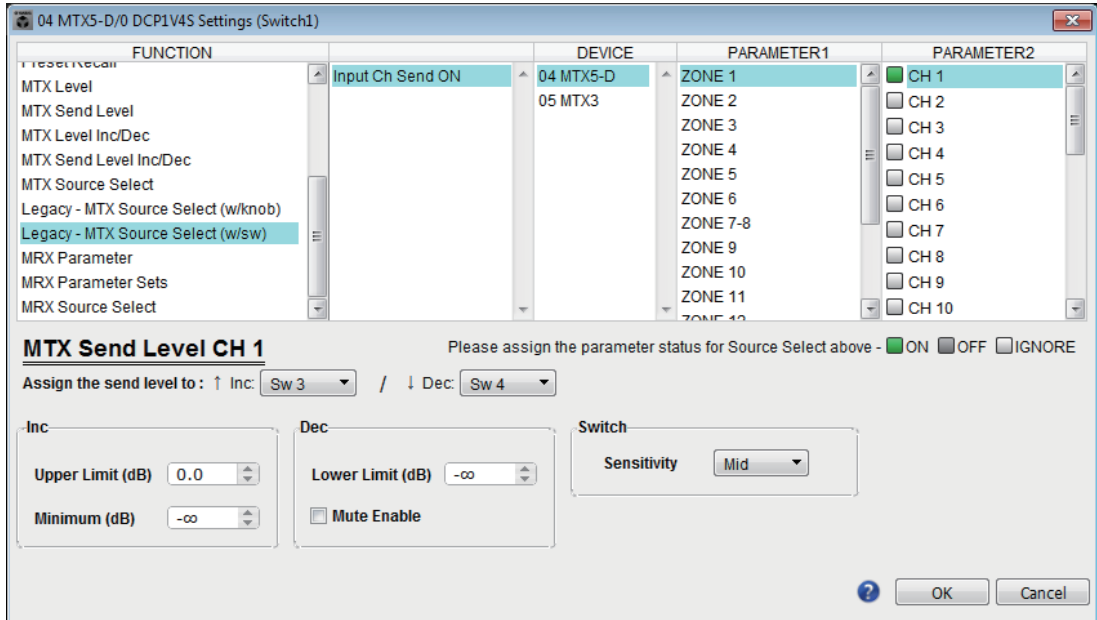 04 MTX5-D/0 DCP1V4S Settings (Switch1)
FUNCTION DEVICE PARAMETER1 PARAMETER2
Preset Recall
MTX Level
MTX Send Level
MTX Level Inc/Dec
MTX Send Level Inc/Dec
MTX Source Select
Legacy - MTX Source Select (w/knob)
Legacy - MTX Source Select (w/sw)
MRX Parameter
MRX Parameter Sets
MRX Source Select
Input Ch Send ON
04 MTX5-D
05 MTX3
ZONE 1
ZONE 2
ZONE 3
ZONE 4
ZONE 5
ZONE 6
ZONE 7-8
ZONE 9
ZONE 10
ZONE 11
ZONE 12
CH 1
CH 2
CH 3
CH 4
CH 5
CH 6
CH 7
CH 8
CH 9
CH 10
MTX Send Level CH 1
Please assign the parameter status for Source Select above - ON OFF IGNORE
Assign the send level to : ↑ Inc: Sw 3 / ↓ Dec: Sw 4
Inc
Upper Limit (dB) 0.0
Minimum (dB) -∞
Dec
Lower Limit (dB) -∞
Mute Enable
Switch
Sensitivity Mid
? OK Cancel